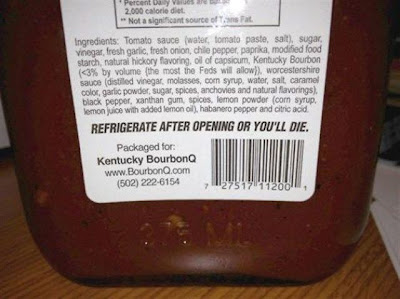 * Percent Daily Values are
2,000 calorie diet.
** Not a significant source of Trans Fat.
Ingredients: Tomato sauce (water, tomato paste, salt), sugar,
vinegar, fresh garlic, fresh onion, chile pepper, paprika, modified food
starch, natural hickory flavoring, oil of capsicum, Kentucky Bourbon
(<3% by volume {the most the Feds will allow}), worcestershire
sauce (distilled vinegar, molasses, corn syrup, water, salt, caramel
color, garlic powder, sugar, spices, anchovies and natural flavorings),
black pepper, xanthan gum, spices, lemon powder (corn syrup,
lemon juice with added lemon oil), habanero pepper and citric acid.
REFRIGERATE AFTER OPENING OR YOU'LL DIE.
Packaged for:
Kentucky BourbonQ
www.BourbonQ.com
(502) 222-6154
7 27517 11200 1
375 ML